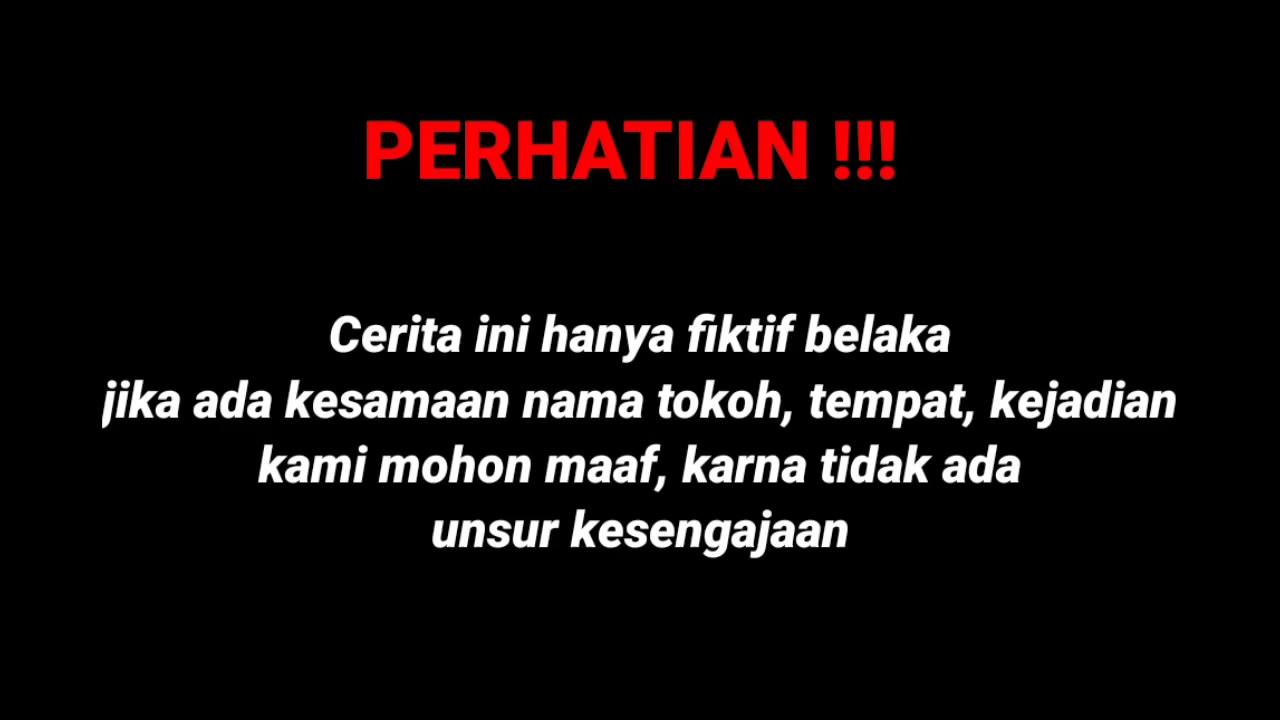 PERHATIAN !!!
Cerita ini hanya fiktif belaka
jika ada kesamaan nama tokoh, tempat, kejadian
kami mohon maaf, karna tidak ada
unsur kesengajaan